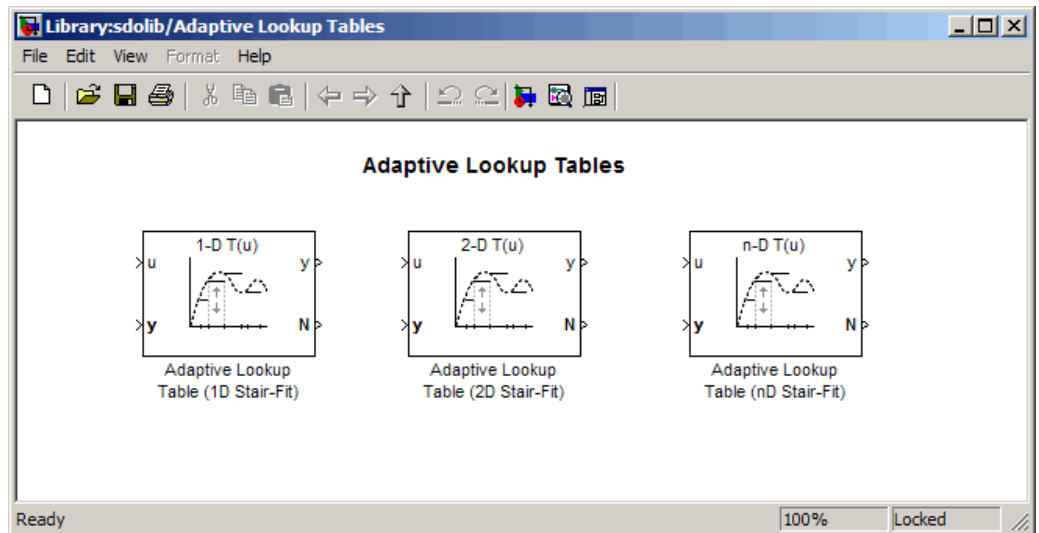 Library:sdolib/Adaptive Lookup Tables
File Edit View Format Help
Adaptive Lookup Tables
1-D T(u) 2-D T(u) n-D T(u)
u y u y u y
y N y N y N
Adaptive Lookup Adaptive Lookup Adaptive Lookup
Table (1D Stair-Fit) Table (2D Stair-Fit) Table (nD Stair-Fit)
Ready 100% Locked